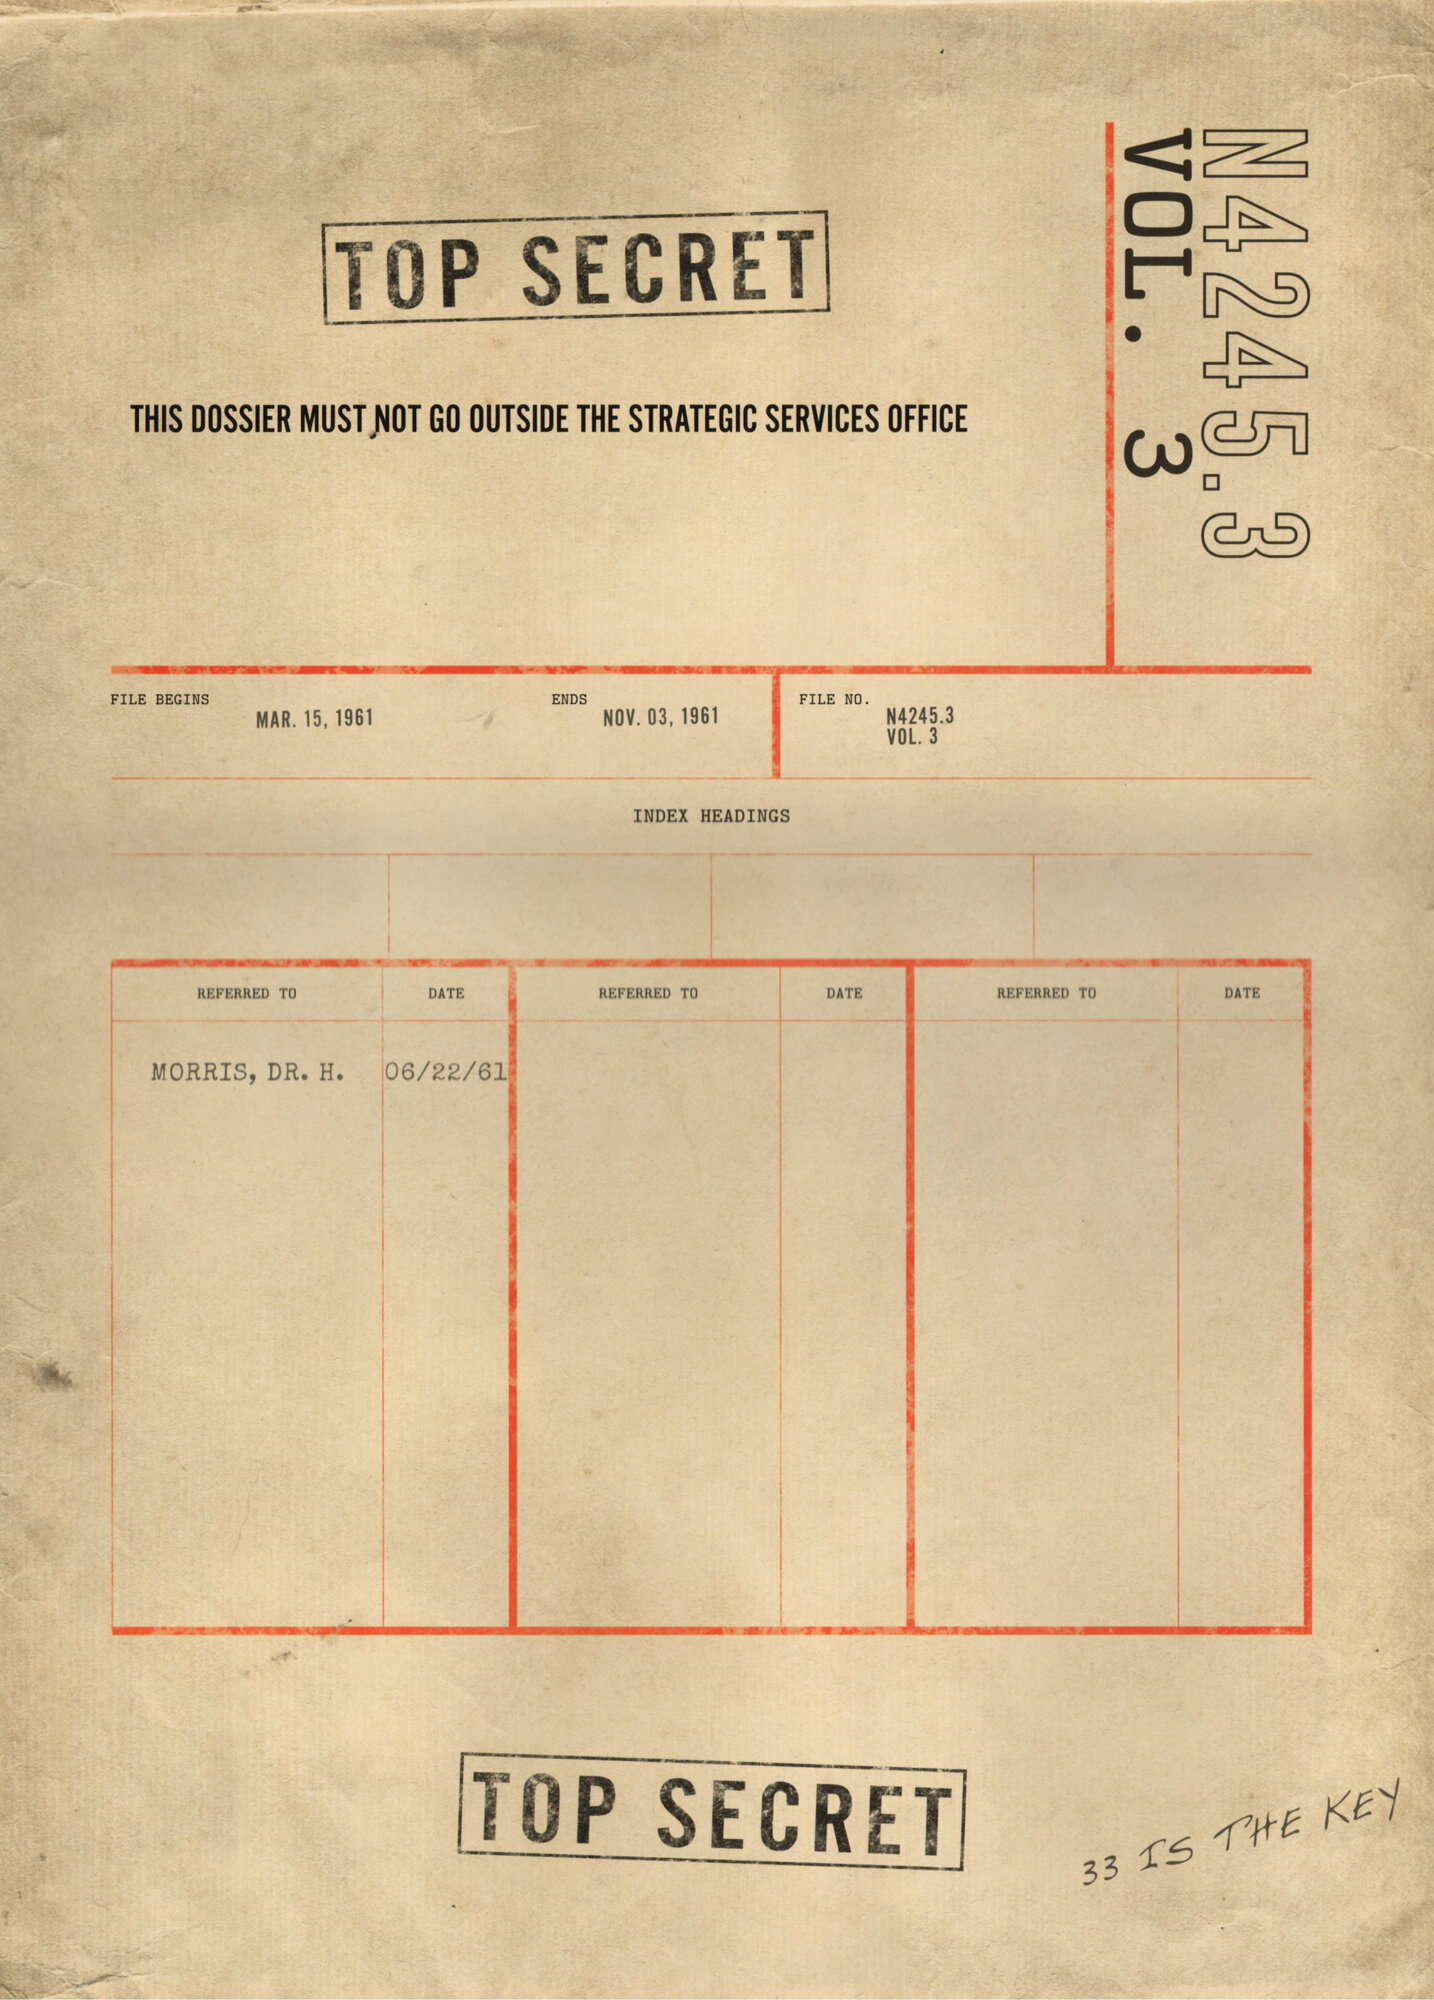 N4245.3
VOL. 3
TOP SECRET
THIS DOSSIER MUST NOT GO OUTSIDE THE STRATEGIC SERVICES OFFICE
FILE BEGINS
MAR. 15, 1961
ENDS
NOV. 03, 1961
FILE NO.
N4245.3
VOL. 3
INDEX HEADINGS
REFERRED TO DATE REFERRED TO DATE REFERRED TO DATE
MORRIS, DR. H. 06/22/61
TOP SECRET
33 IS THE KEY